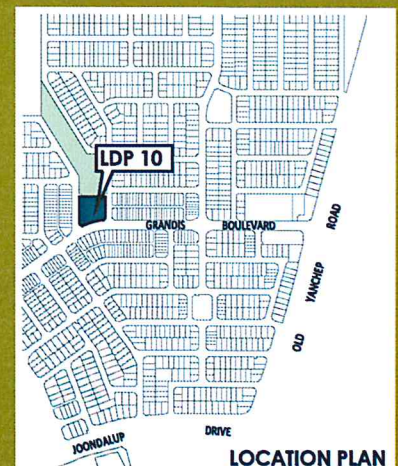 LDP 10
GRANDIS BOULEVARD
OLD YANCHEP ROAD
JOONDALUP DRIVE
LOCATION PLAN